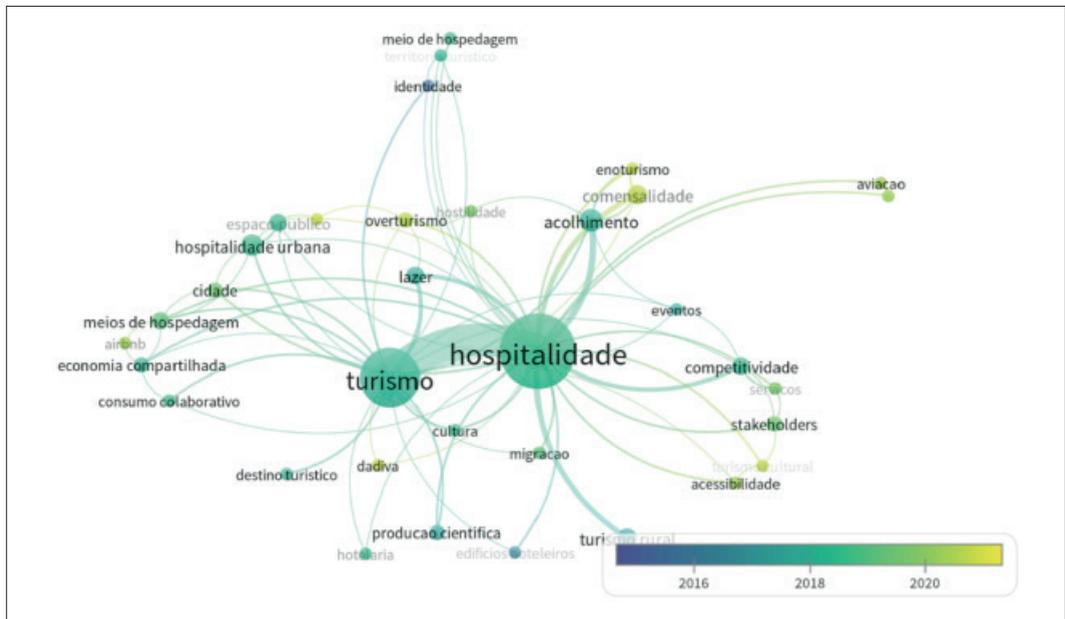 meio de hospedagem
territorio turistico
identidade
enoturismo
aviacao
comensalidade
hostilidade
overturismo
acolhimento
espaco publico
hospitalidade urbana
lazer
cidade
eventos
meios de hospedagem
airbnb
hospitalidade
economia compartilhada
competitividade
turismo
servicos
consumo colaborativo
stakeholders
cultura
migracao
dadiva
turismo cultural
destino turistico
acessibilidade
producao cientifica
turismo rural
hotelaria
edificios hoteleiros
2016
2018
2020